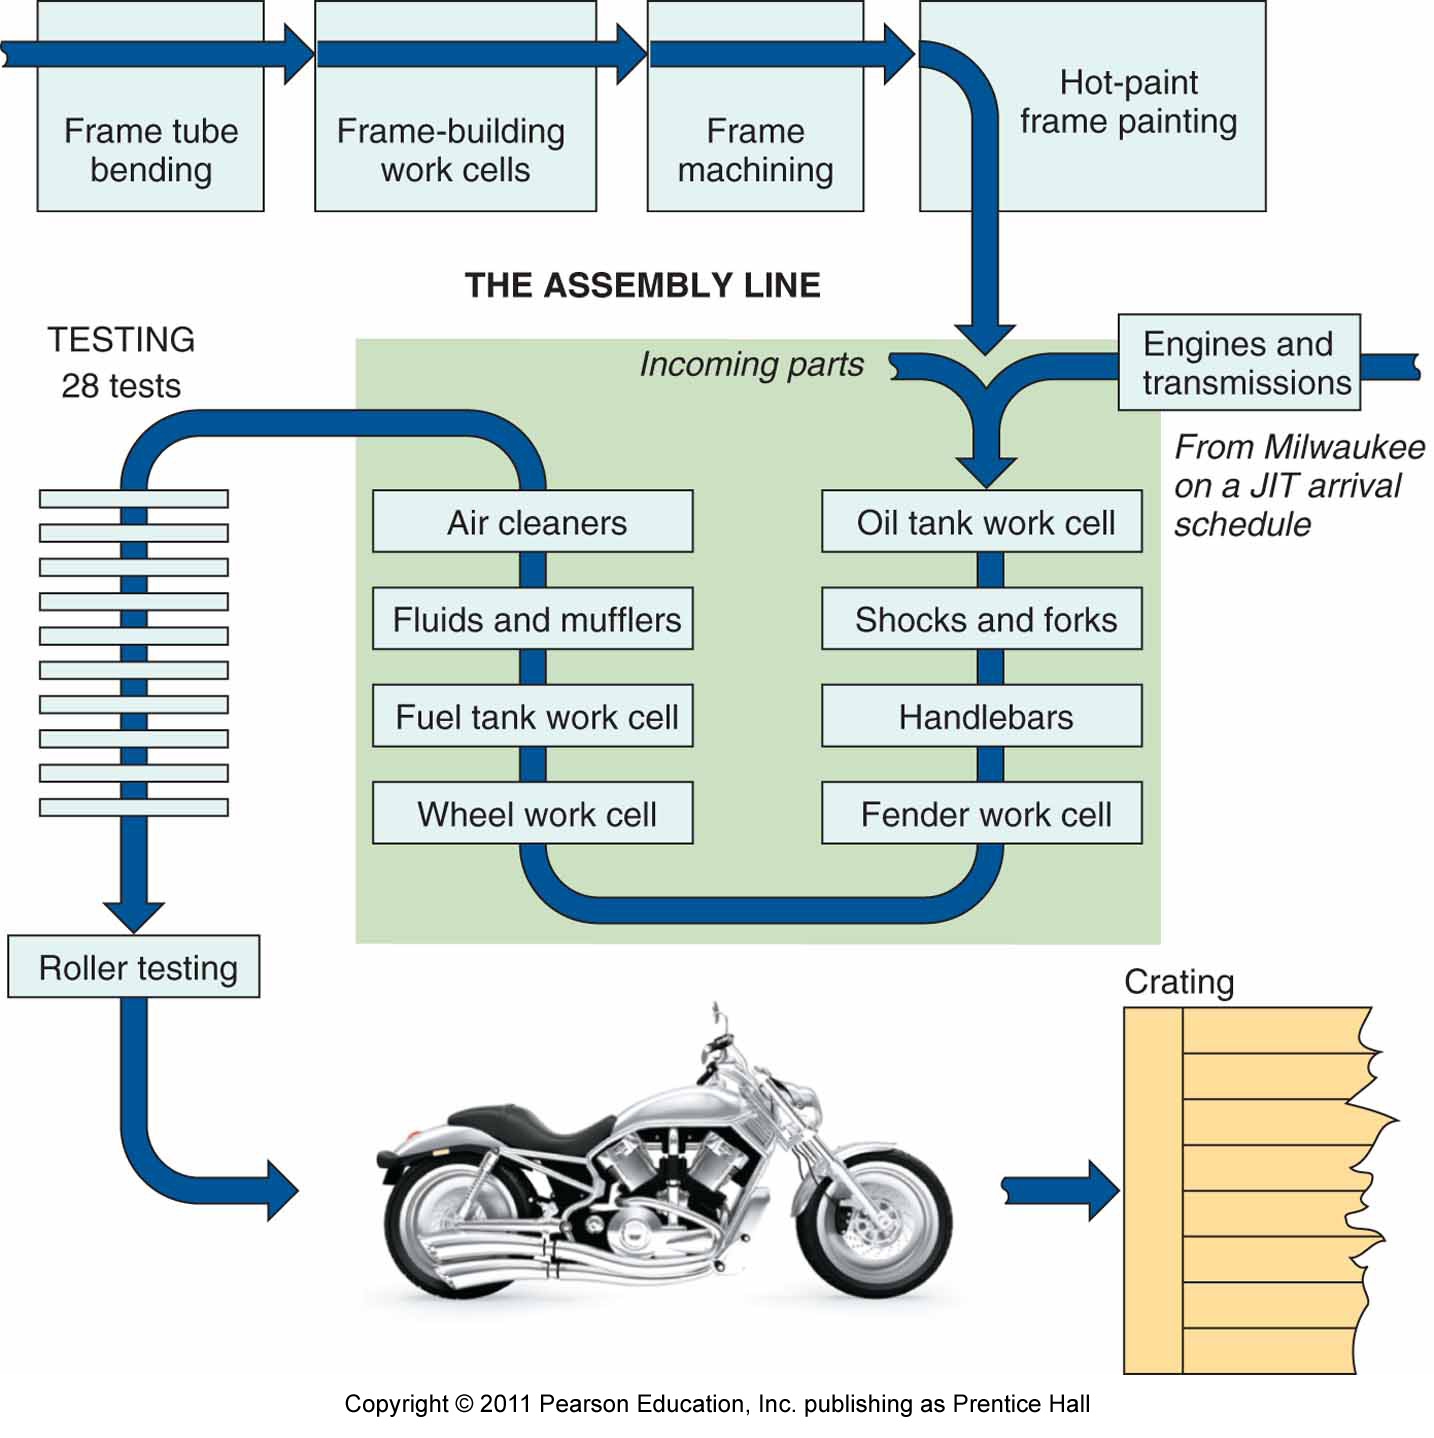 Frame tube
bending
Frame-building
work cells
Frame
machining
Hot-paint
frame painting
THE ASSEMBLY LINE
TESTING
28 tests
Incoming parts
Engines and
transmissions
From Milwaukee
on a JIT arrival
schedule
Oil tank work cell
Shocks and forks
Handlebars
Fender work cell
Wheel work cell
Fuel tank work cell
Fluids and mufflers
Air cleaners
Roller testing
Crating
Copyright © 2011 Pearson Education, Inc. publishing as Prentice Hall